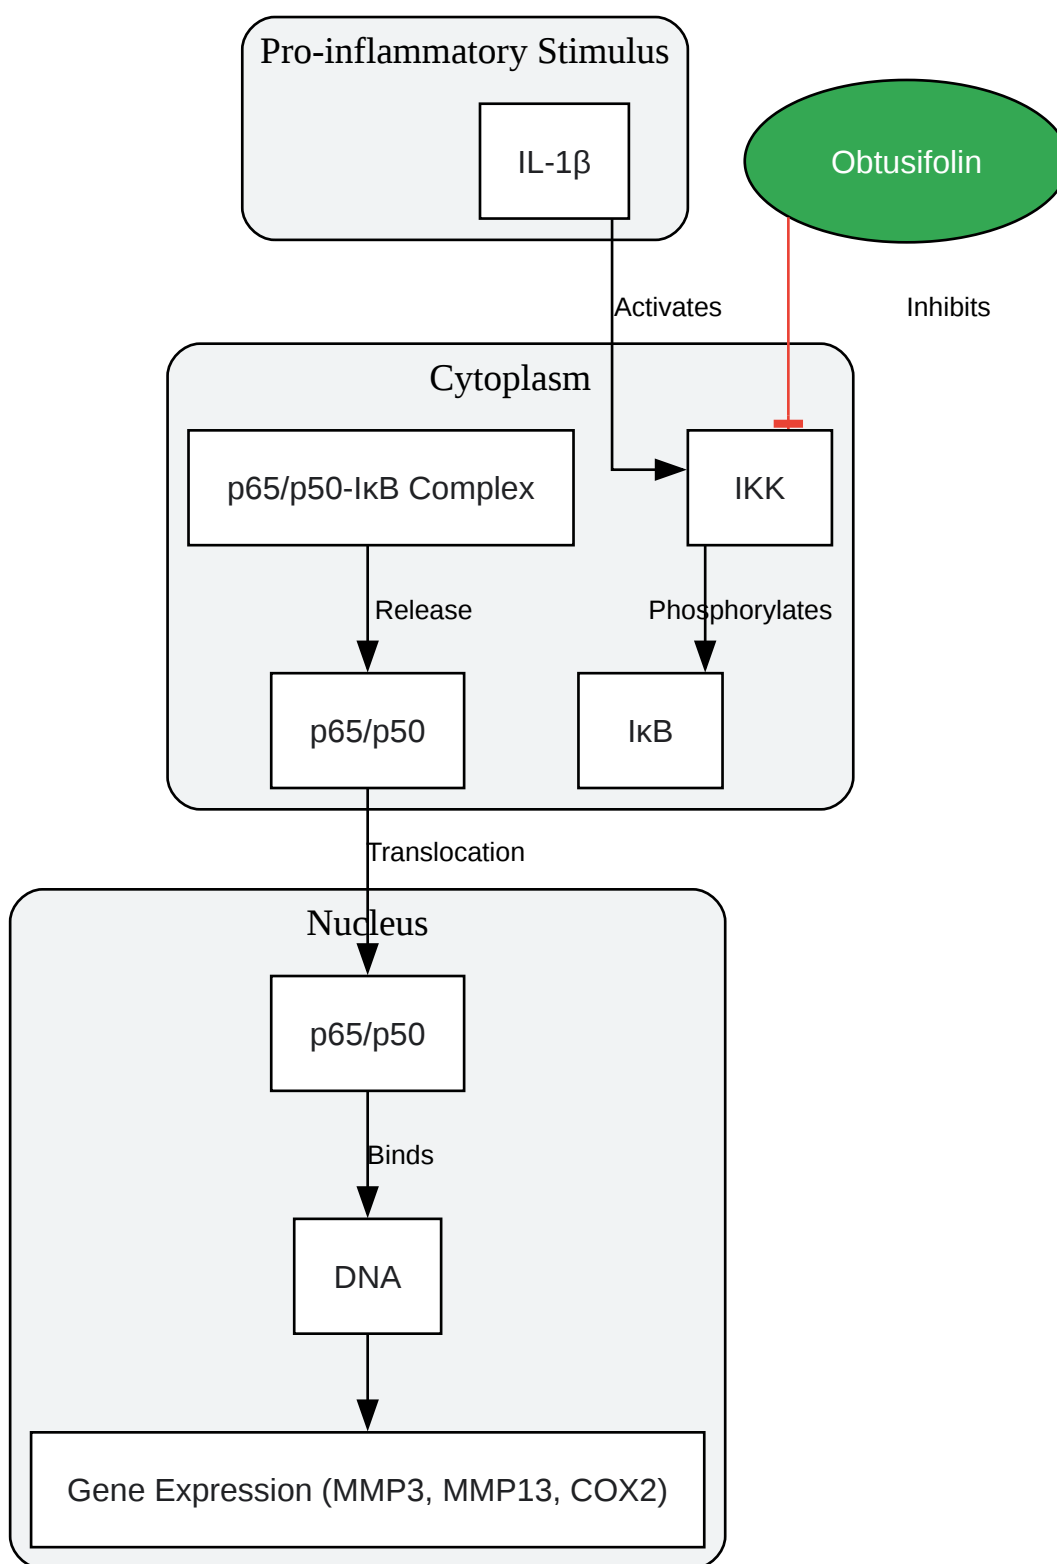 Pro-inflammatory Stimulus
IL-1β
Obtusifolin
Activates
Inhibits
Cytoplasm
p65/p50-IκB Complex
IKK
Release
Phosphorylates
p65/p50
IκB
Translocation
Nucleus
p65/p50
Binds
DNA
Gene Expression (MMP3, MMP13, COX2)